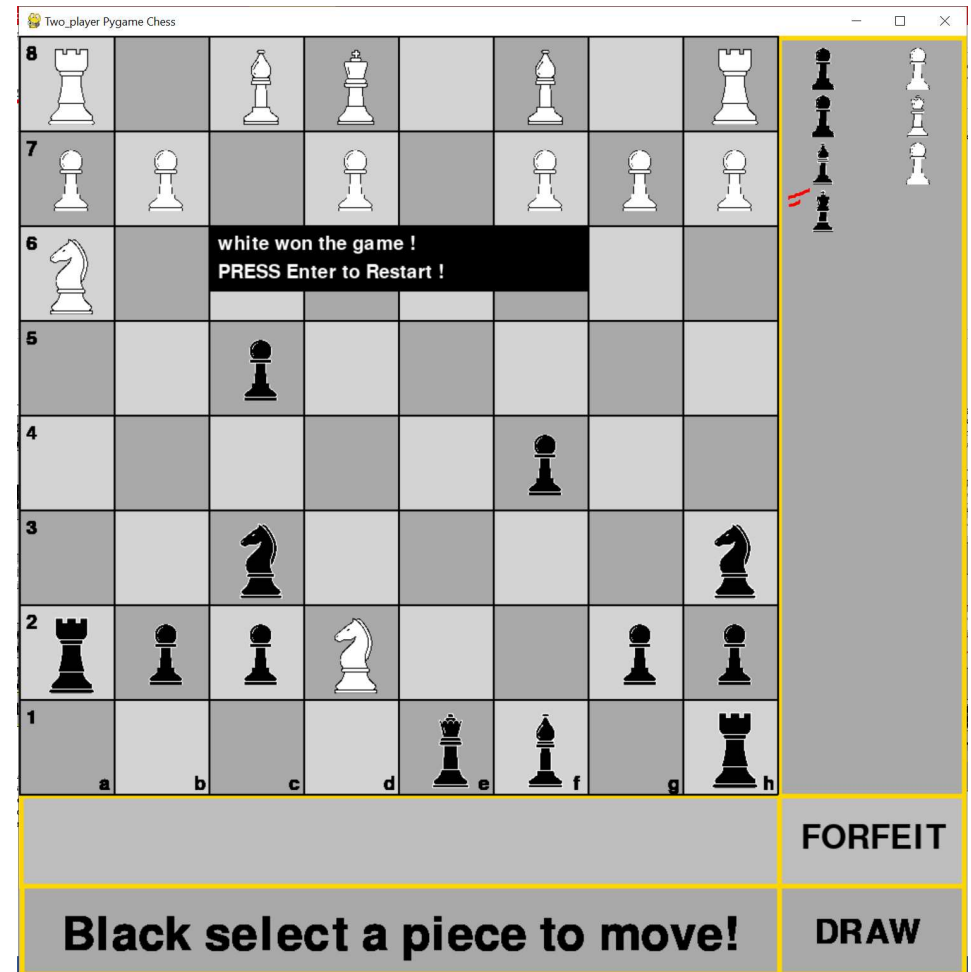 Two_player Pygame Chess
8
7
6
white won the game !
PRESS Enter to Restart !
5
4
3
2
1
a b c d e f g h
FORFEIT
Black select a piece to move!
DRAW